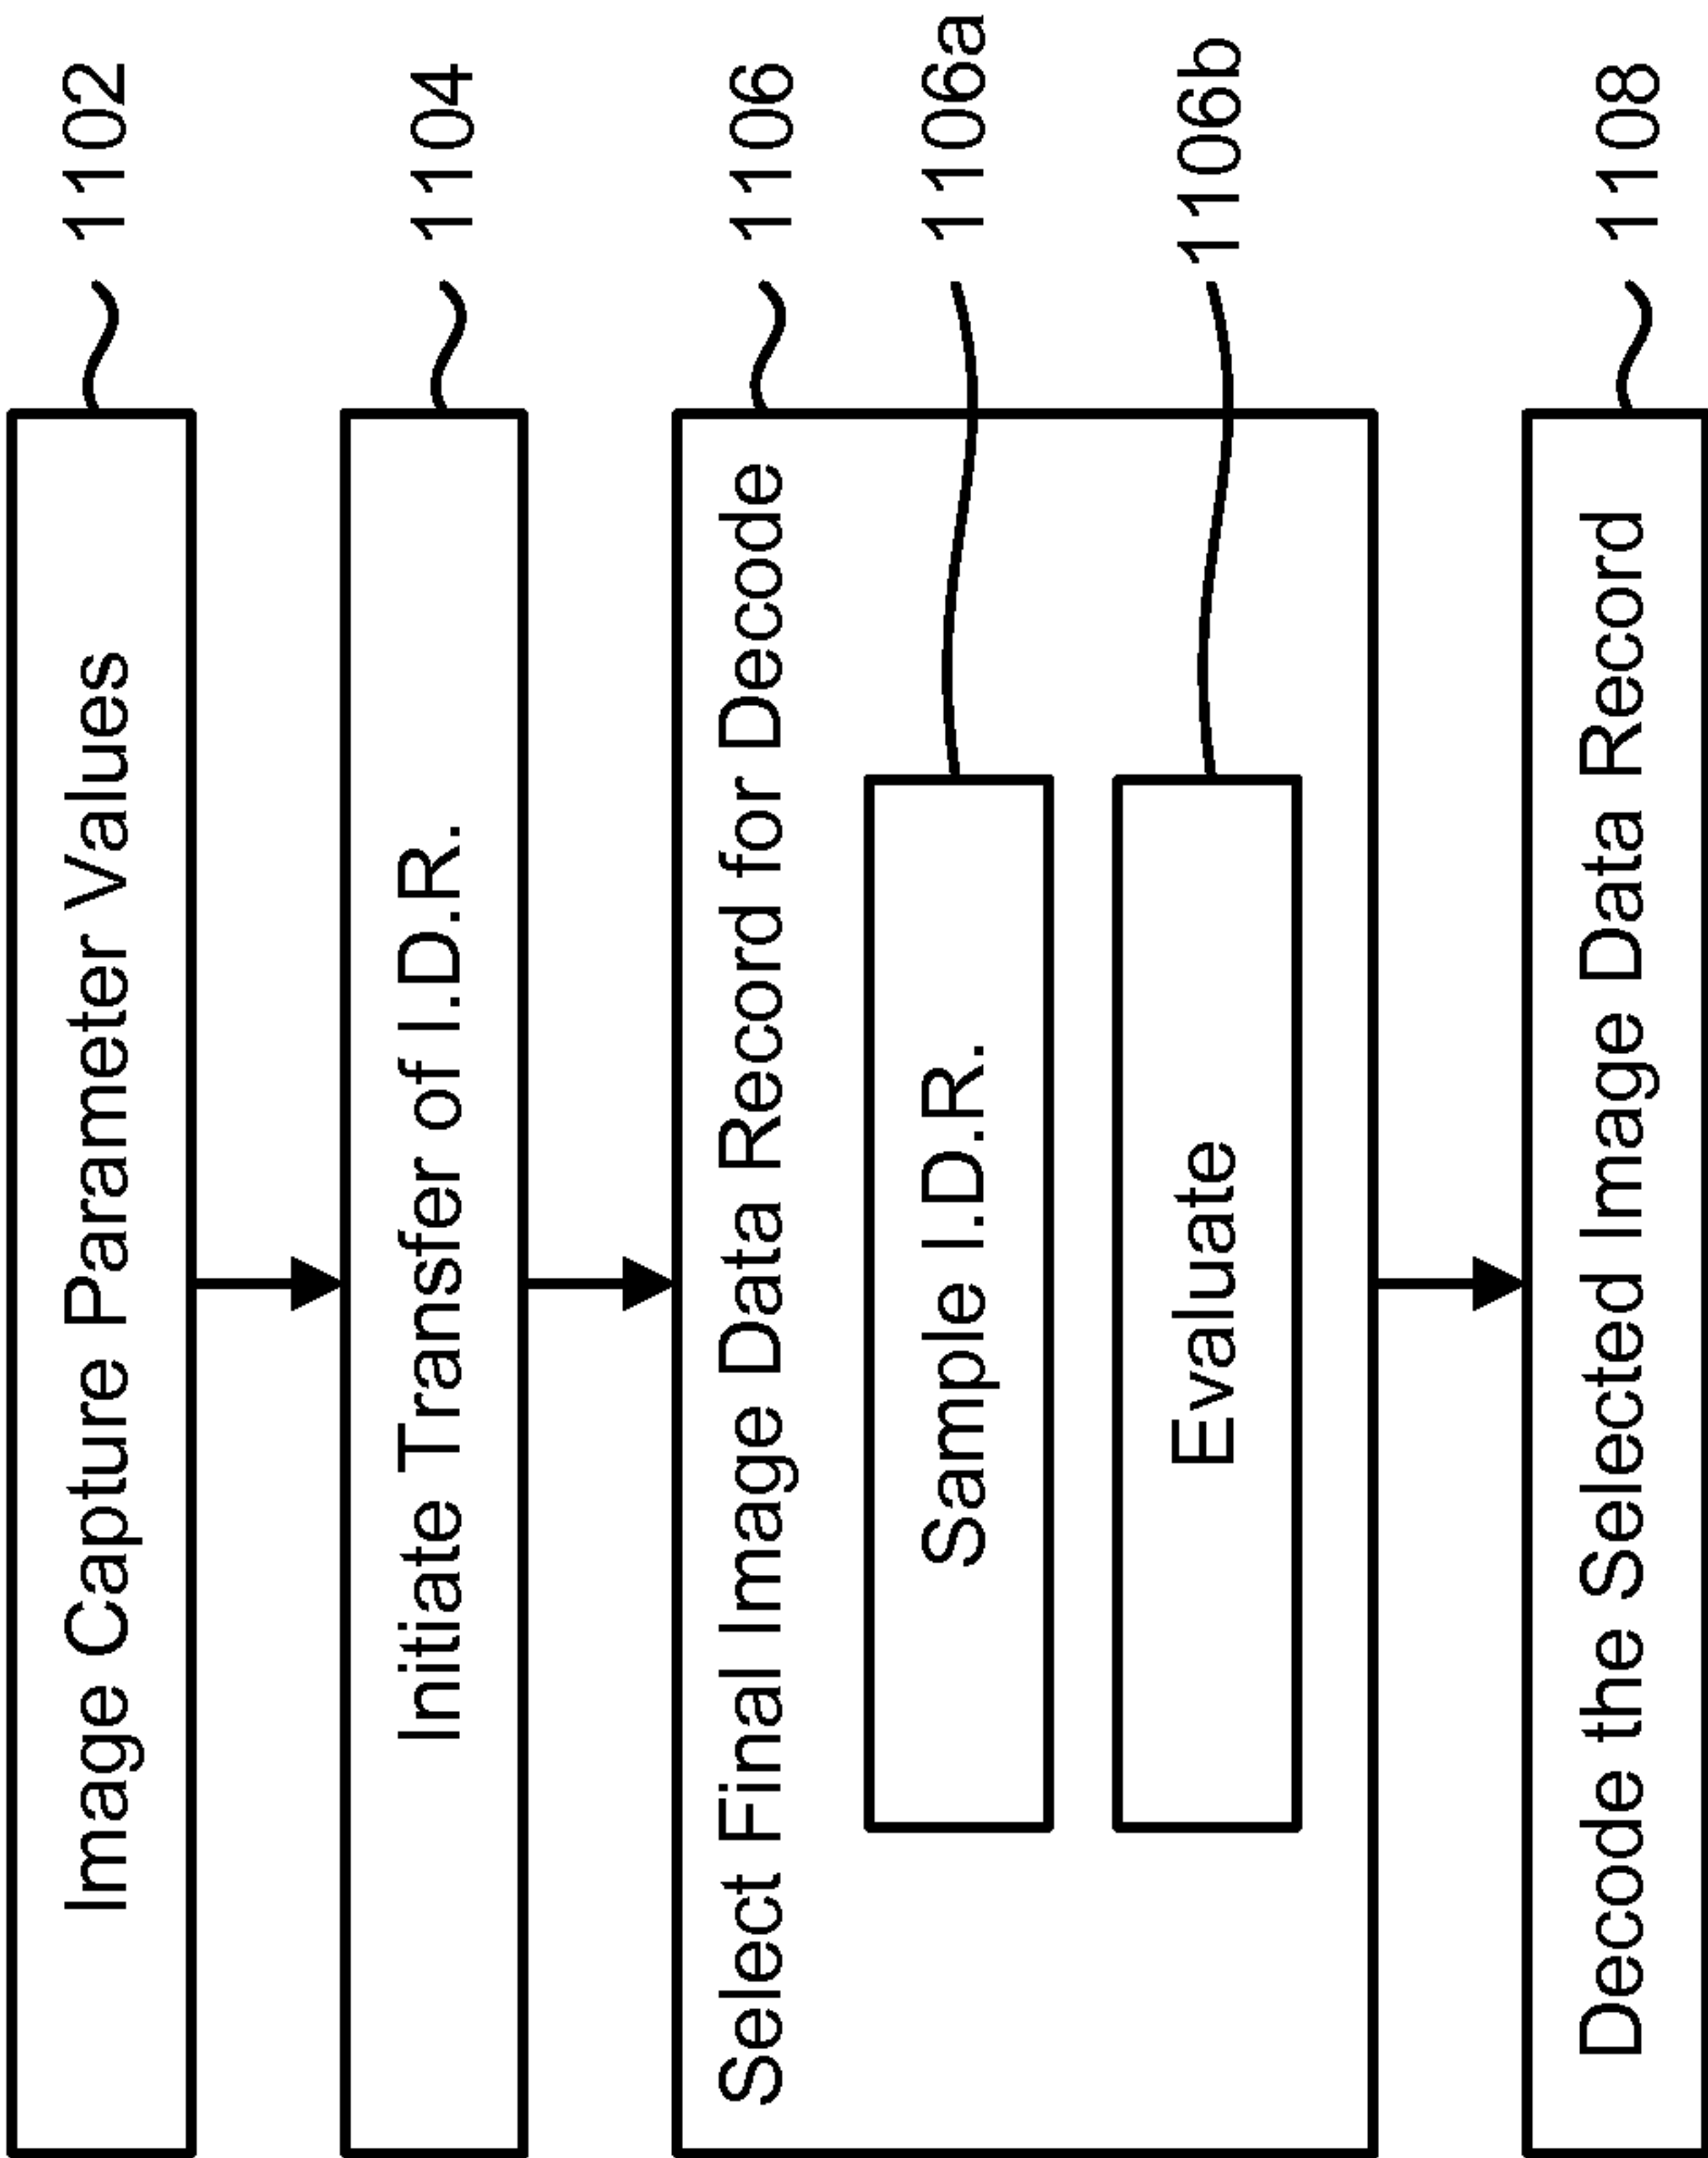 Image Capture Parameter Values
1102
Initiate Transfer of I.D.R.
1104
Select Final Image Data Record for Decode
1106
Sample I.D.R.
1106a
Evaluate
1106b
Decode the Selected Image Data Record
1108